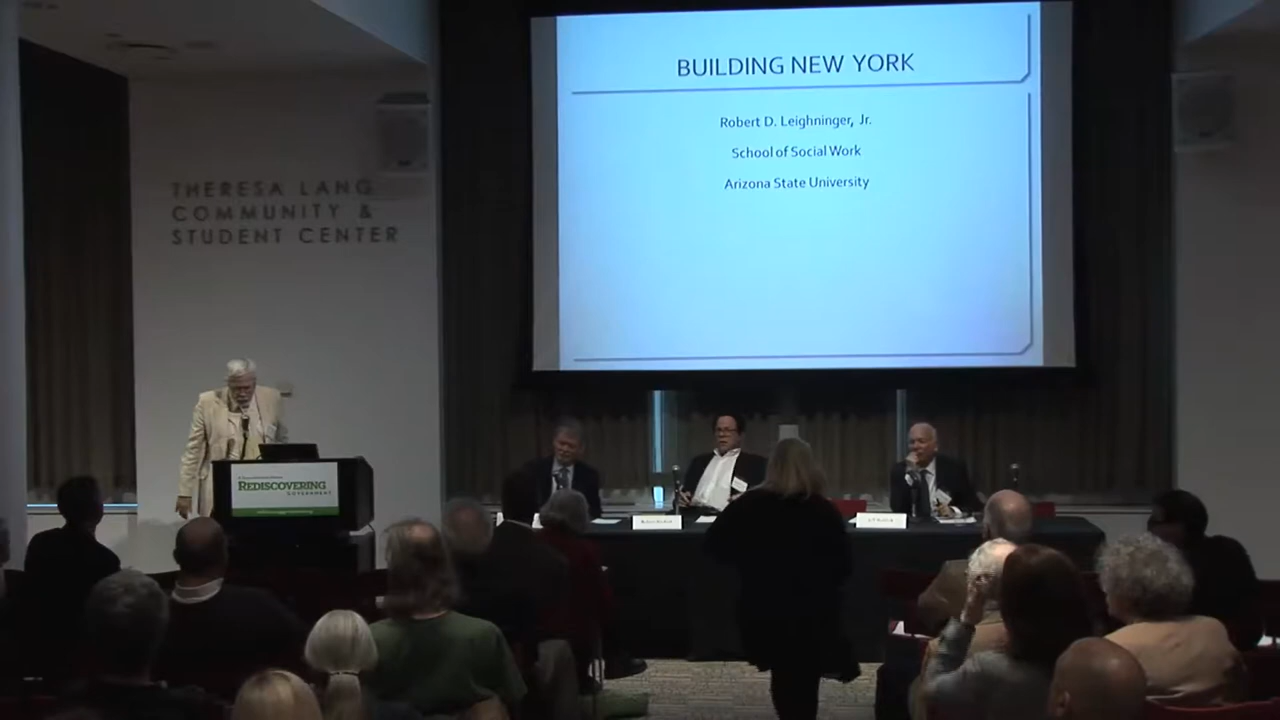 BUILDING NEW YORK
Robert D. Leighninger, Jr.
School of Social Work
Arizona State University
THERESA LANG
COMMUNITY &
STUDENT CENTER
REDISCOVERING
GOVERNMENT